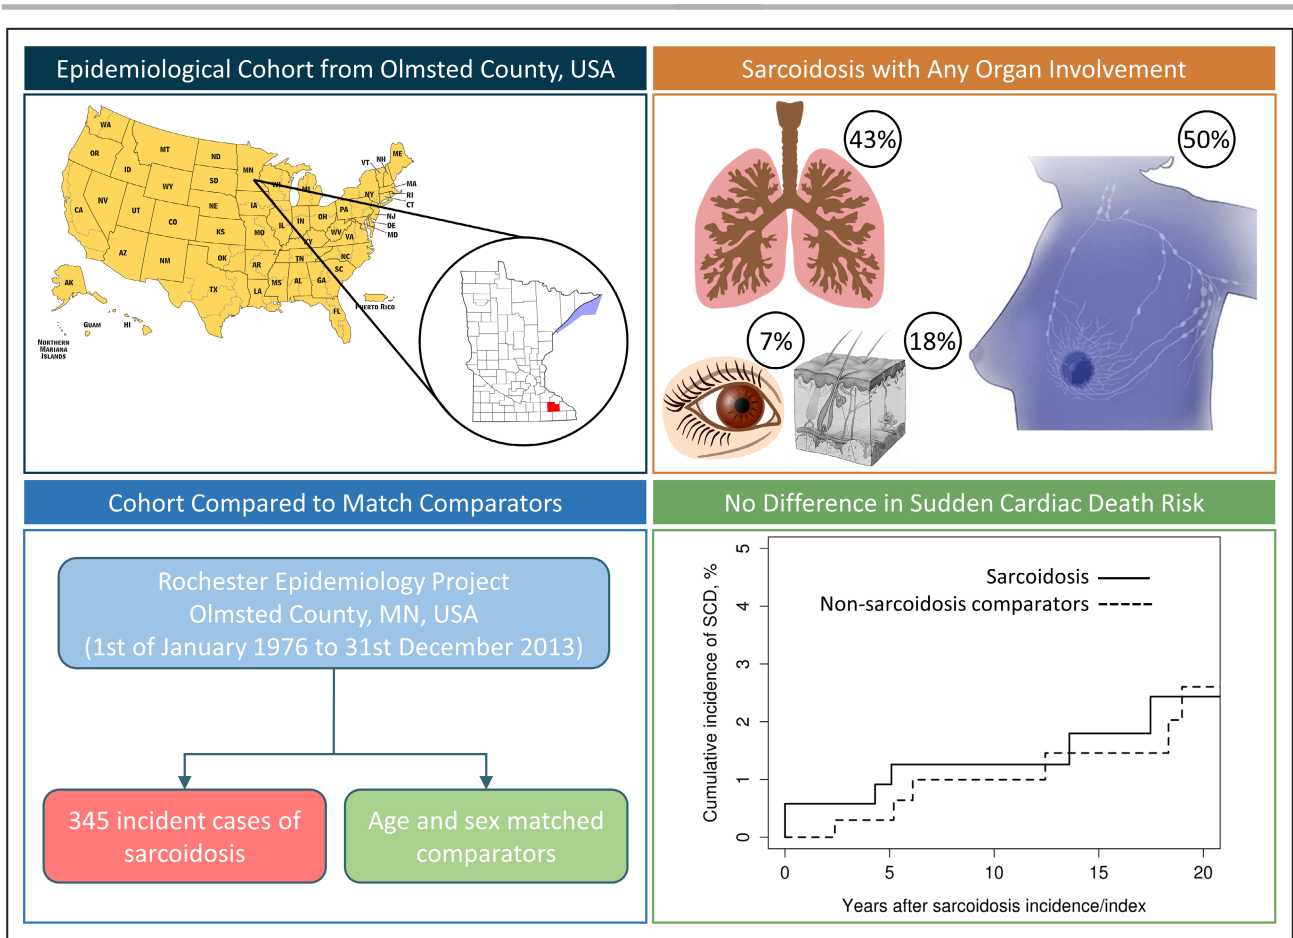 Epidemiological Cohort from Olmsted County, USA
Sarcoidosis with Any Organ Involvement
WA
OR
CA
NV
ID
MT
WY
UT
AZ
CO
NM
ND
SD
NE
KS
OK
TX
MN
IA
MO
AR
LA
WI
MI
IL
IN
OH
KY
TN
MS
AL
GA
FL
SC
NC
VA
WV
PA
NY
VT
NH
ME
MA
RI
CT
NJ
DE
MD
AK
HI
Guam
Puerto Rico
Northern
Mariana
Islands
43%
50%
7%
18%
Cohort Compared to Match Comparators
Rochester Epidemiology Project
Olmsted County, MN, USA
(1st of January 1976 to 31st December 2013)
345 incident cases of
sarcoidosis
Age and sex matched
comparators
No Difference in Sudden Cardiac Death Risk
Cumulative incidence of SCD, %
5
4
3
2
1
0
Sarcoidosis
Non-sarcoidosis comparators
0 5 10 15 20
Years after sarcoidosis incidence/index